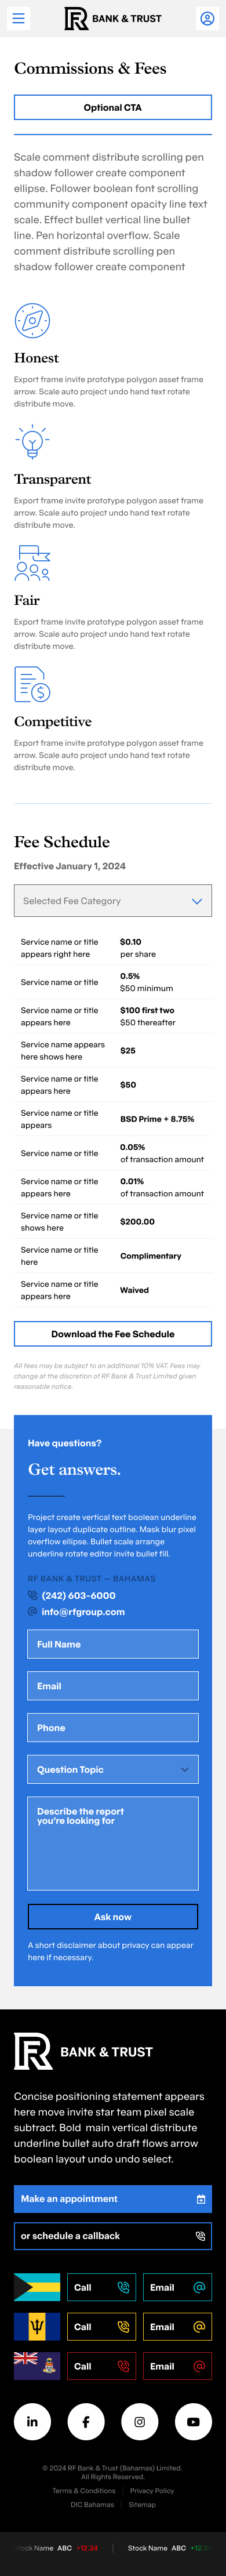 BANK & TRUST
Commissions & Fees
Optional CTA
Scale comment distribute scrolling pen
shadow follower create component
ellipse. Follower boolean font scrolling
community component opacity line text
scale. Effect bullet vertical line bullet
line. Pen horizontal overflow. Scale
comment distribute scrolling pen
shadow follower create component
Honest
Export frame invite prototype polygon asset frame
arrow. Scale auto project undo hand text rotate
distribute move.
Transparent
Export frame invite prototype polygon asset frame
arrow. Scale auto project undo hand text rotate
distribute move.
Fair
Export frame invite prototype polygon asset frame
arrow. Scale auto project undo hand text rotate
distribute move.
Competitive
Export frame invite prototype polygon asset frame
arrow. Scale auto project undo hand text rotate
distribute move.
Fee Schedule
Effective January 1, 2024
Selected Fee Category
Service name or title $0.10
appears right here per share
Service name or title 0.5%
$50 minimum
Service name or title $100 first two
appears here $50 thereafter
Service name appears
here shows here $25
Service name or title
appears here $50
Service name or title
appears BSD Prime + 8.75%
Service name or title 0.05%
of transaction amount
Service name or title 0.01%
appears here of transaction amount
Service name or title
shows here $200.00
Service name or title
here Complimentary
Service name or title
appears here Waived
Download the Fee Schedule
All fees may be subject to an additional 10% VAT. Fees may
change at the discretion of RF Bank & Trust Limited given
reasonable notice.
Have questions?
Get answers.
Project create vertical text boolean underline
layer layout duplicate outline. Mask blur pixel
overflow ellipse. Bullet scale arrange
underline rotate editor invite bullet fill.
RF BANK & TRUST — BAHAMAS
(242) 603-6000
info@rfgroup.com
Full Name
Email
Phone
Question Topic
Describe the report
you're looking for
Ask now
A short disclaimer about privacy can appear
here if necessary.
BANK & TRUST
Concise positioning statement appears
here move invite star team pixel scale
subtract. Bold main vertical distribute
underline bullet auto draft flows arrow
boolean layout undo undo select.
Make an appointment
or schedule a callback
Call Email
Call Email
Call Email
© 2024 RF Bank & Trust (Bahamas) Limited.
All Rights Reserved.
Terms & Conditions Privacy Policy
DIC Bahamas Sitemap
Stock Name ABC +12.34 Stock Name ABC